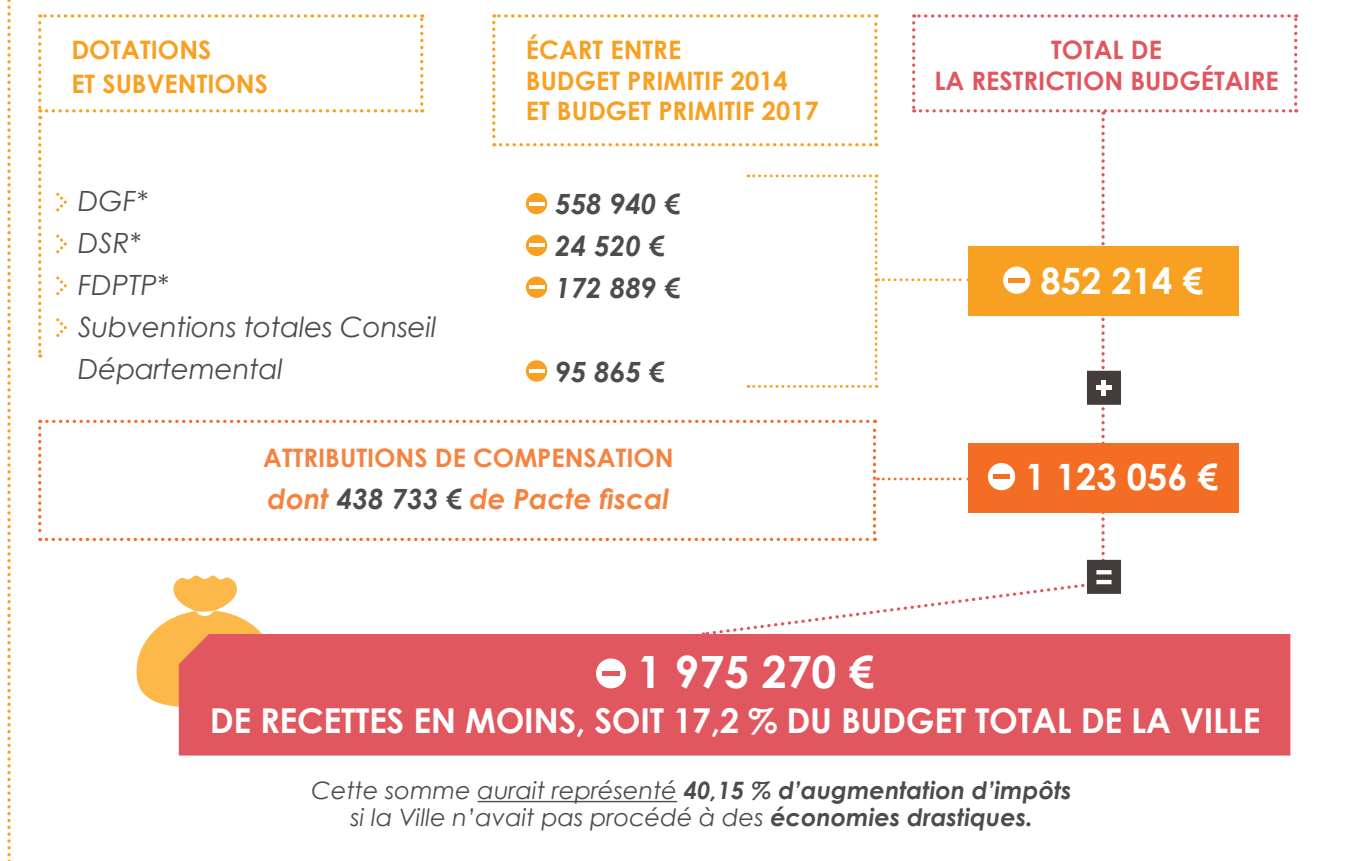 DOTATIONS
ET SUBVENTIONS
ÉCART ENTRE
BUDGET PRIMITIF 2014
ET BUDGET PRIMITIF 2017
TOTAL DE
LA RESTRICTION BUDGÉTAIRE
DGF* - 558 940 €
DSR* - 24 520 €
FDPTP* - 172 889 €
Subventions totales Conseil
Départemental - 95 865 €
- 852 214 €
+
ATTRIBUTIONS DE COMPENSATION
dont 438 733 € de Pacte fiscal
- 1 123 056 €
=
- 1 975 270 €
DE RECETTES EN MOINS, SOIT 17,2 % DU BUDGET TOTAL DE LA VILLE
Cette somme aurait représenté 40,15 % d'augmentation d'impôts
si la Ville n'avait pas procédé à des économies drastiques.